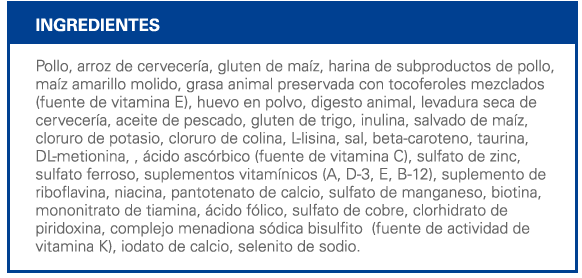 INGREDIENTES
Pollo, arroz de cervecería, gluten de maíz, harina de subproductos de pollo,
maíz amarillo molido, grasa animal preservada con tocoferoles mezclados
(fuente de vitamina E), huevo en polvo, digesto animal, levadura seca de
cervecería, aceite de pescado, gluten de trigo, inulina, salvado de maíz,
cloruro de potasio, cloruro de colina, L-lisina, sal, beta-caroteno, taurina,
DL-metionina, , ácido ascórbico (fuente de vitamina C), sulfato de zinc,
sulfato ferroso, suplementos vitamínicos (A, D-3, E, B-12), suplemento de
riboflavina, niacina, pantotenato de calcio, sulfato de manganeso, biotina,
mononitrato de tiamina, ácido fólico, sulfato de cobre, clorhidrato de
piridoxina, complejo menadiona sódica bisulfito (fuente de actividad de
vitamina K), iodato de calcio, selenito de sodio.